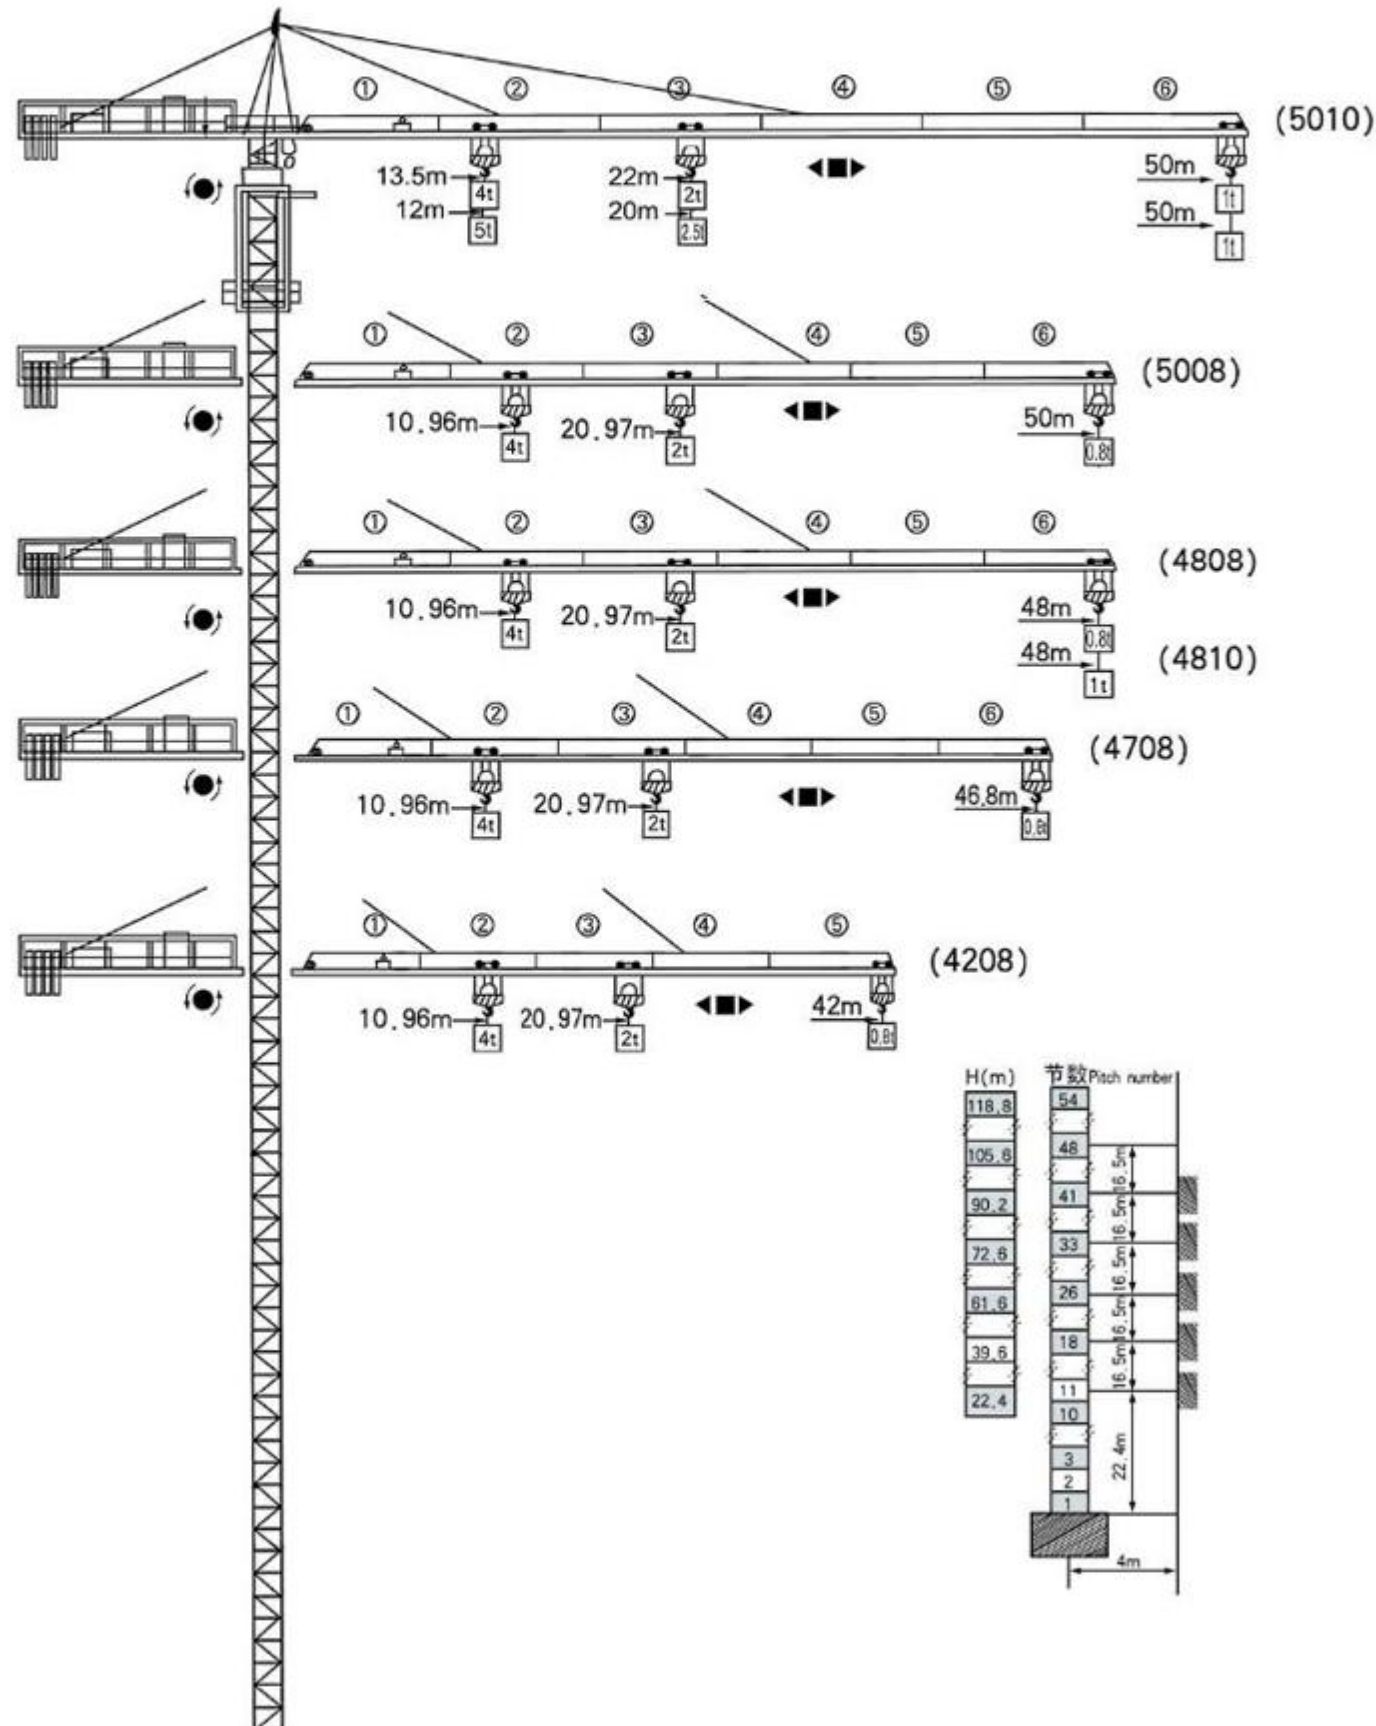 ① ② ③ ④ ⑤ ⑥
(5010)
13.5m 22m 50m
4t 2t 1t
12m 20m 50m
5t 2.5t 1t
① ② ③ ④ ⑤ ⑥
(5008)
10.96m 20.97m 50m
4t 2t 0.8t
① ② ③ ④ ⑤ ⑥
(4808)
10.96m 20.97m 48m
4t 2t 0.8t
48m (4810)
1t
① ② ③ ④ ⑤ ⑥
(4708)
10.96m 20.97m 46.8m
4t 2t 0.8t
① ② ③ ④ ⑤
(4208)
10.96m 20.97m 42m
4t 2t 0.8t
H(m) 节数 Pitch number
118.8 54
105.6 48
16.5m
90.2 41
16.5m
72.6 33
16.5m
61.6 26
16.5m
39.6 18
16.5m
22.4 11
10
22.4m
3
2
1
4m